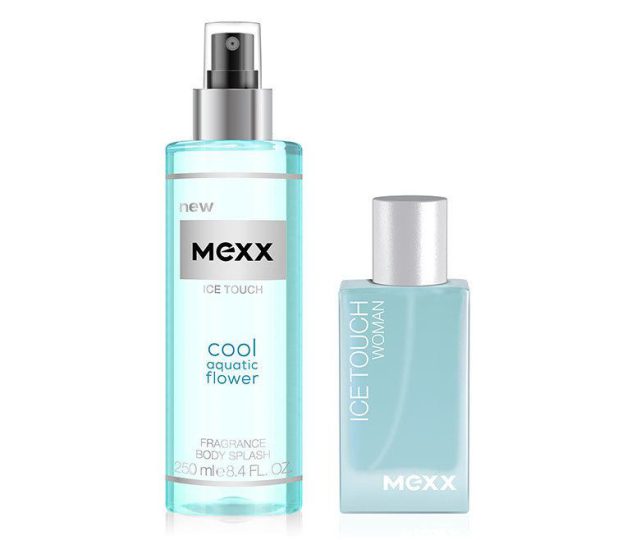 new
Mexx
ICE TOUCH
cool
aquatic
flower
FRAGRANCE
BODY SPLASH
250 ml e 8.4 FL. OZ.
ICE TOUCH
WOMAN
Mexx